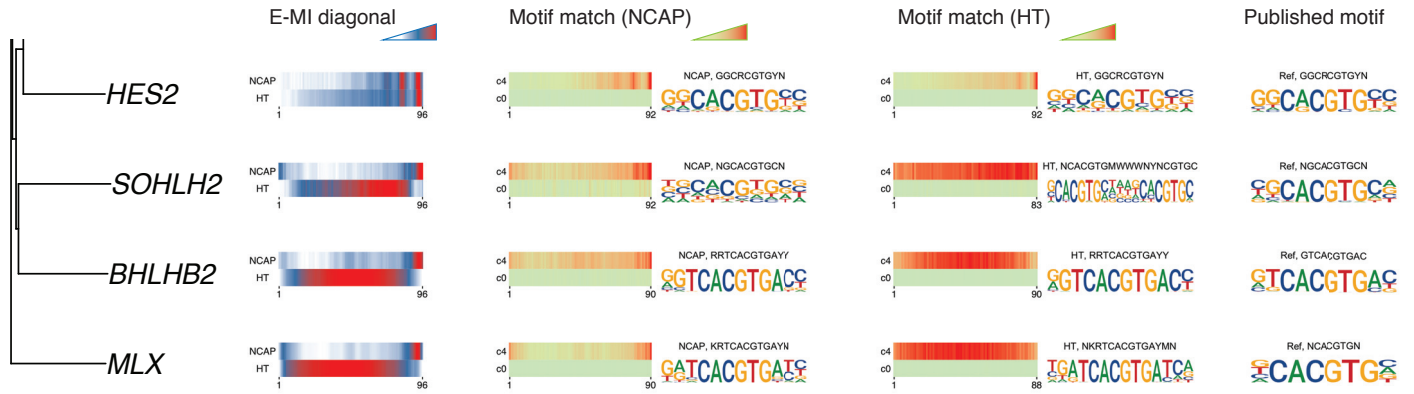 E-MI diagonal
Motif match (NCAP)
Motif match (HT)
Published motif
HES2
NCAP
HT
1
96
c4
c0
1
92
NCAP, GGCRCGTGYN
c4
c0
1
92
HT, GGCRCGTGYN
Ref, GGCRCGTGYN
SOHLH2
NCAP
HT
1
96
c4
c0
1
92
NCAP, NGCACGTGCN
c4
c0
1
83
HT, NCACGTGMWWWNYNCGTGC
Ref, NGCACGTGCN
BHLHB2
NCAP
HT
1
96
c4
c0
1
90
NCAP, RRTCACGTGAYY
c4
c0
1
90
HT, RRTCACGTGAYY
Ref, GTCACGTGAC
MLX
NCAP
HT
1
96
c4
c0
1
90
NCAP, KRTCACGTGAYN
c4
c0
1
88
HT, NKRTCACGTGAYMN
Ref, NCACGTGN